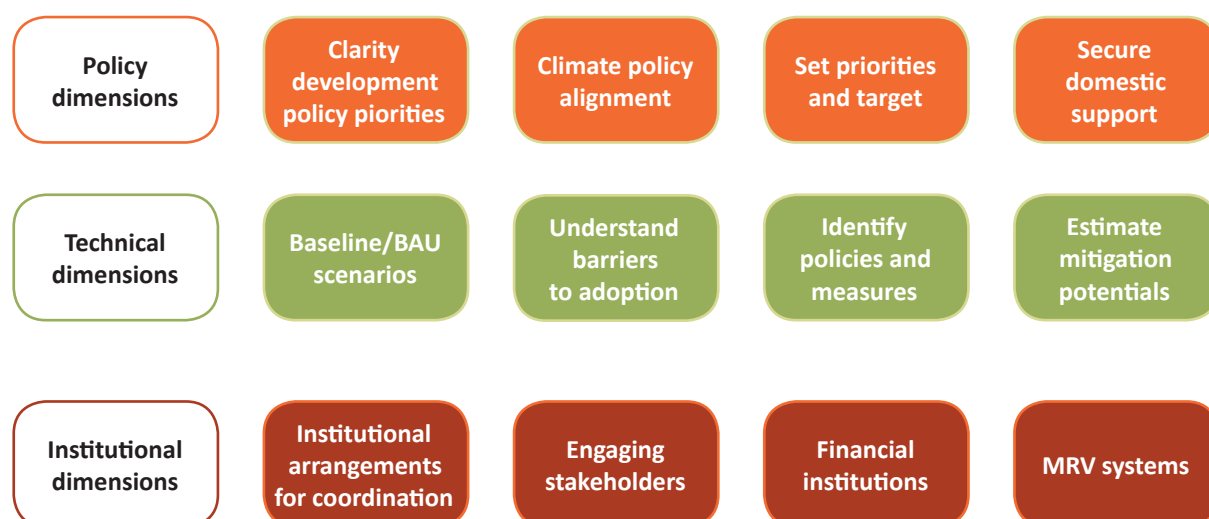 Policy
dimensions
Clarity
development
policy piorities
Climate policy
alignment
Set priorities
and target
Secure
domestic
support
Technical
dimensions
Baseline/BAU
scenarios
Understand
barriers
to adoption
Identify
policies and
measures
Estimate
mitigation
potentials
Institutional
dimensions
Institutional
arrangements
for coordination
Engaging
stakeholders
Financial
institutions
MRV systems